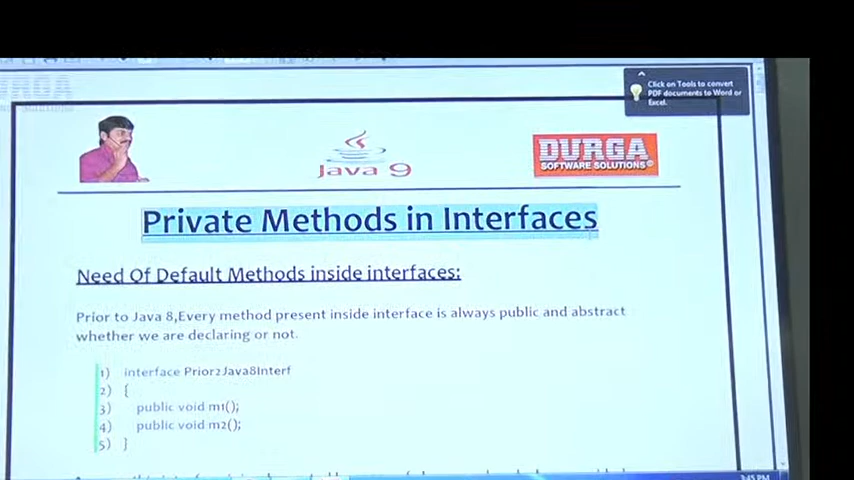 Click on Tools to convert
PDF documents to Word or
Excel.
Java 9
DURGA
SOFTWARE SOLUTIONS
Private Methods in Interfaces
Need Of Default Methods inside interfaces:
Prior to Java 8,Every method present inside interface is always public and abstract
whether we are declaring or not.
1) interface Prior2Java8Interf
2) {
3) public void m1();
4) public void m2();
5) }
3:45 PM